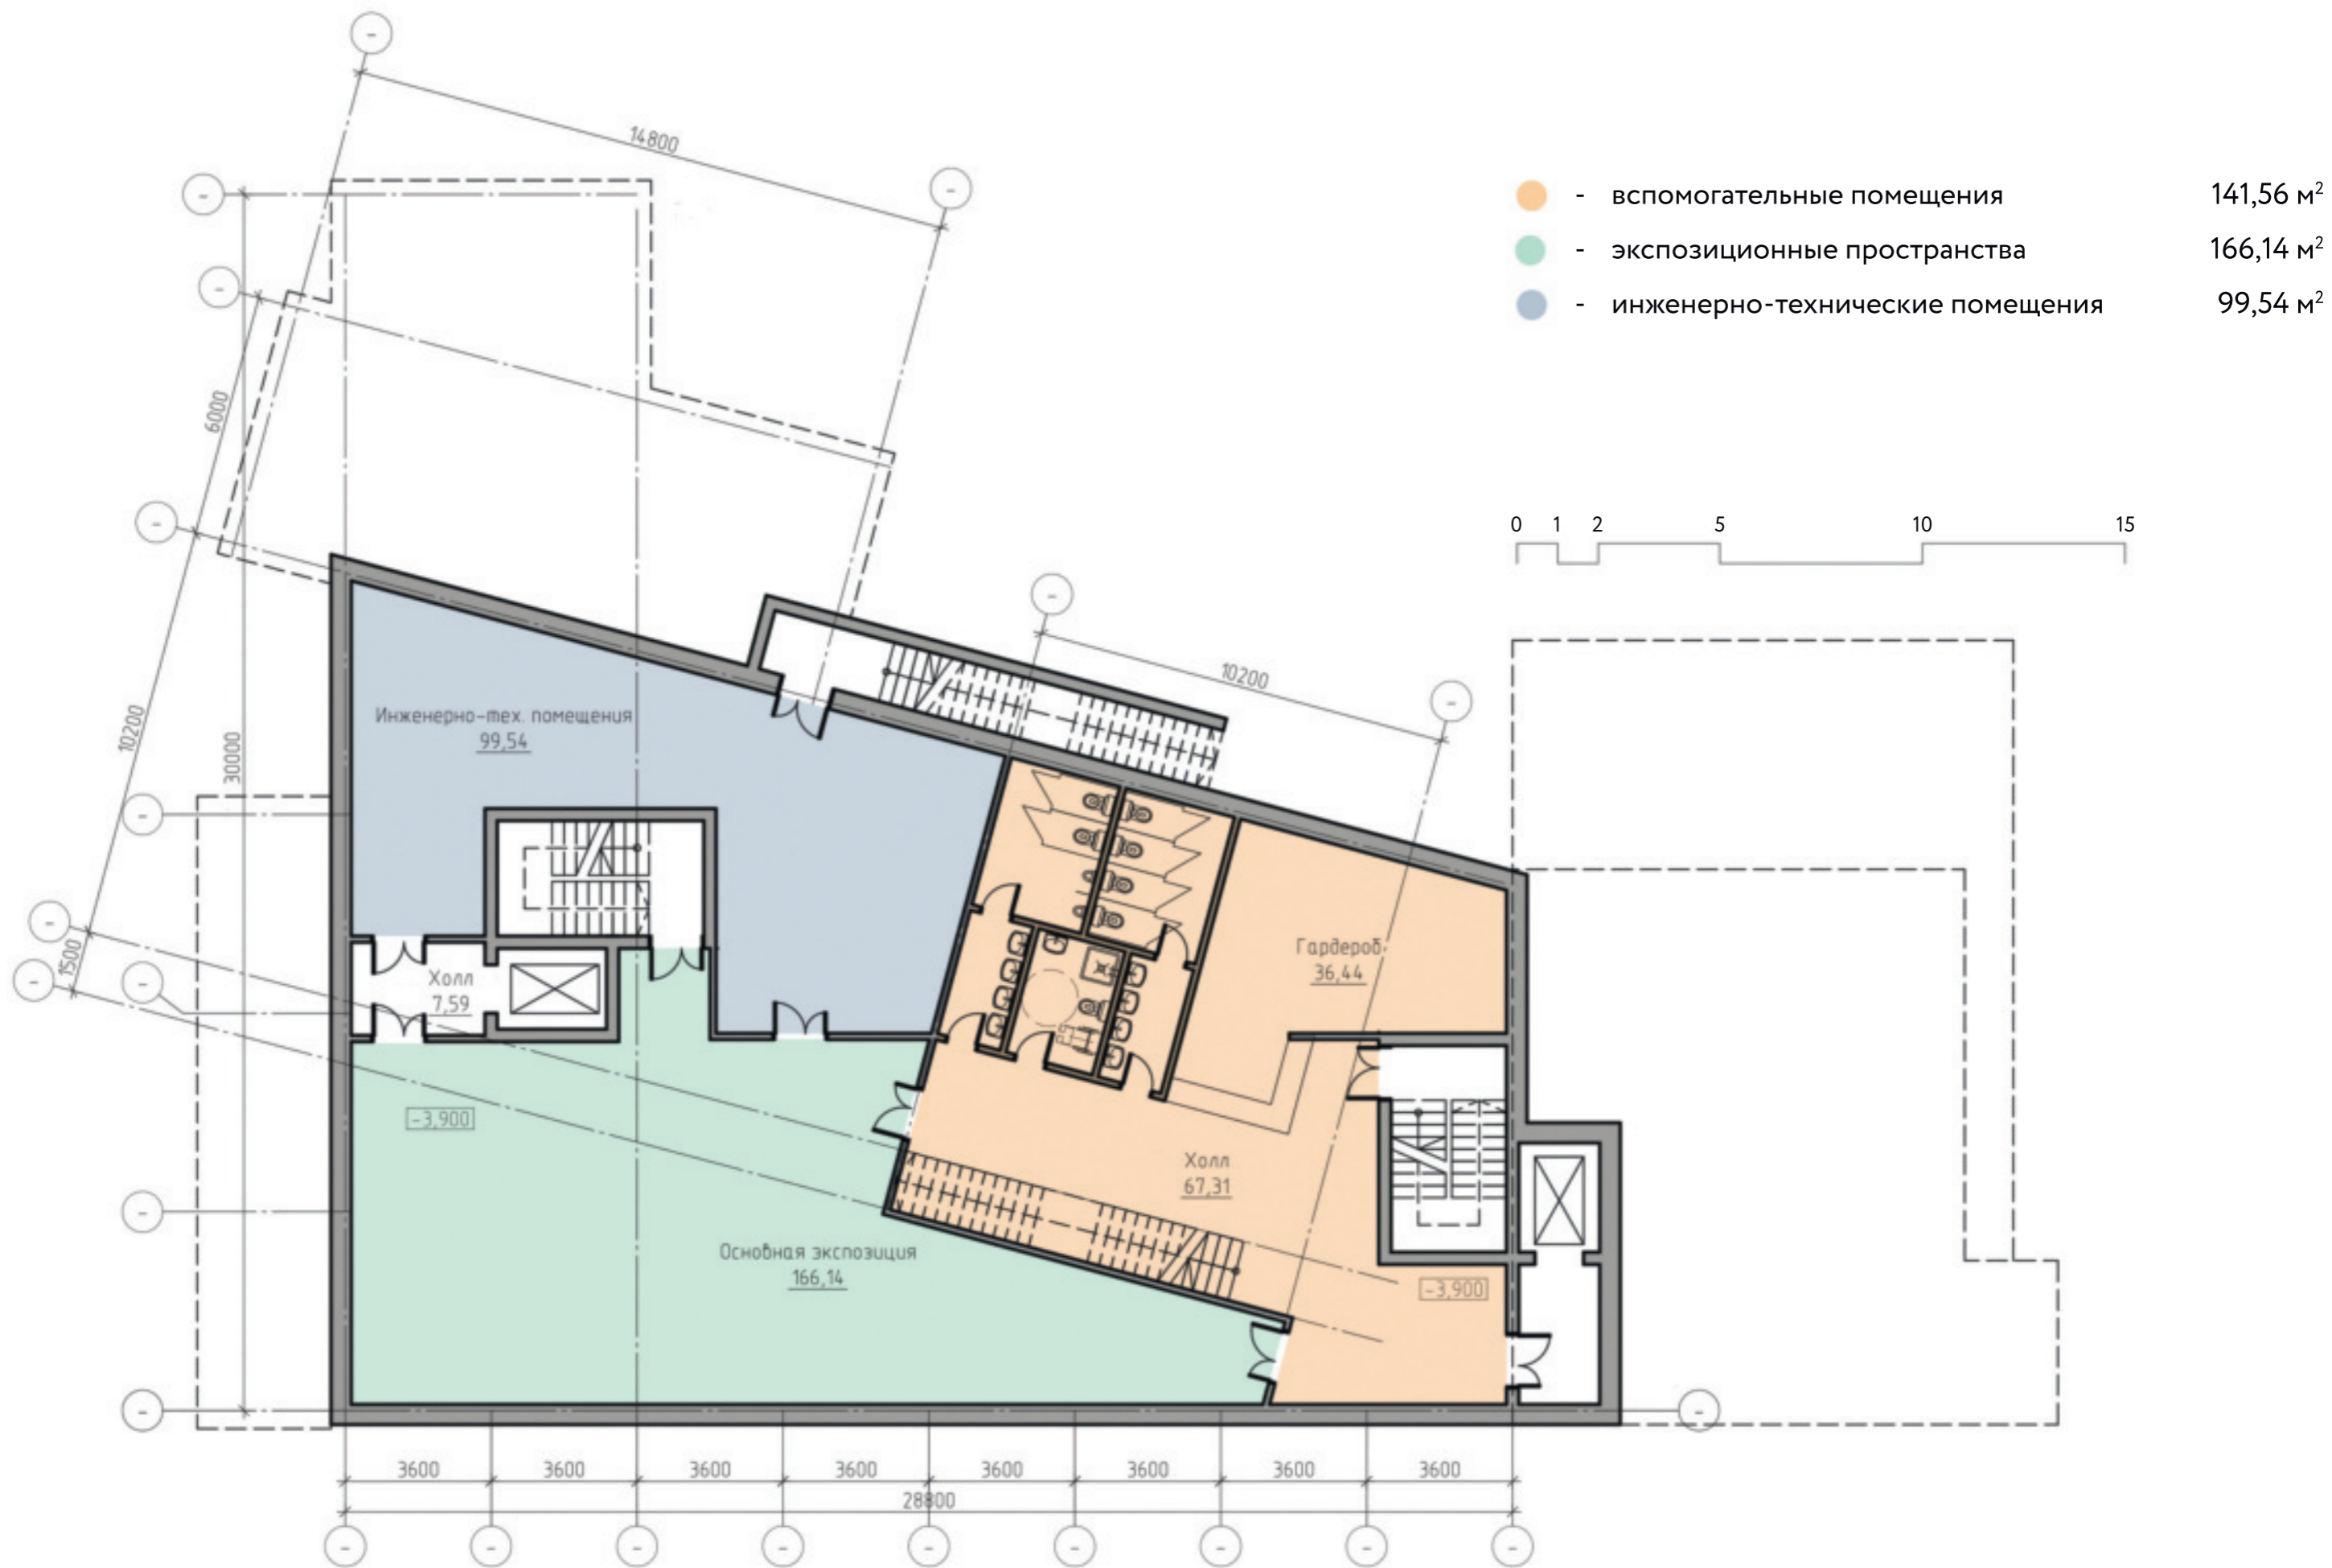 14800
- вспомогательные помещения 141,56 м²
- экспозиционные пространства 166,14 м²
- инженерно-технические помещения 99,54 м²
6000
0 1 2 5 10 15
10200
10200
30000
1500
Инженерно-тех. помещения
99,54
Гардероб
36,44
Холл
7,59
-3,900
Холл
67,31
Основная экспозиция
166,14
-3,900
3600 3600 3600 3600 3600 3600 3600 3600
28800